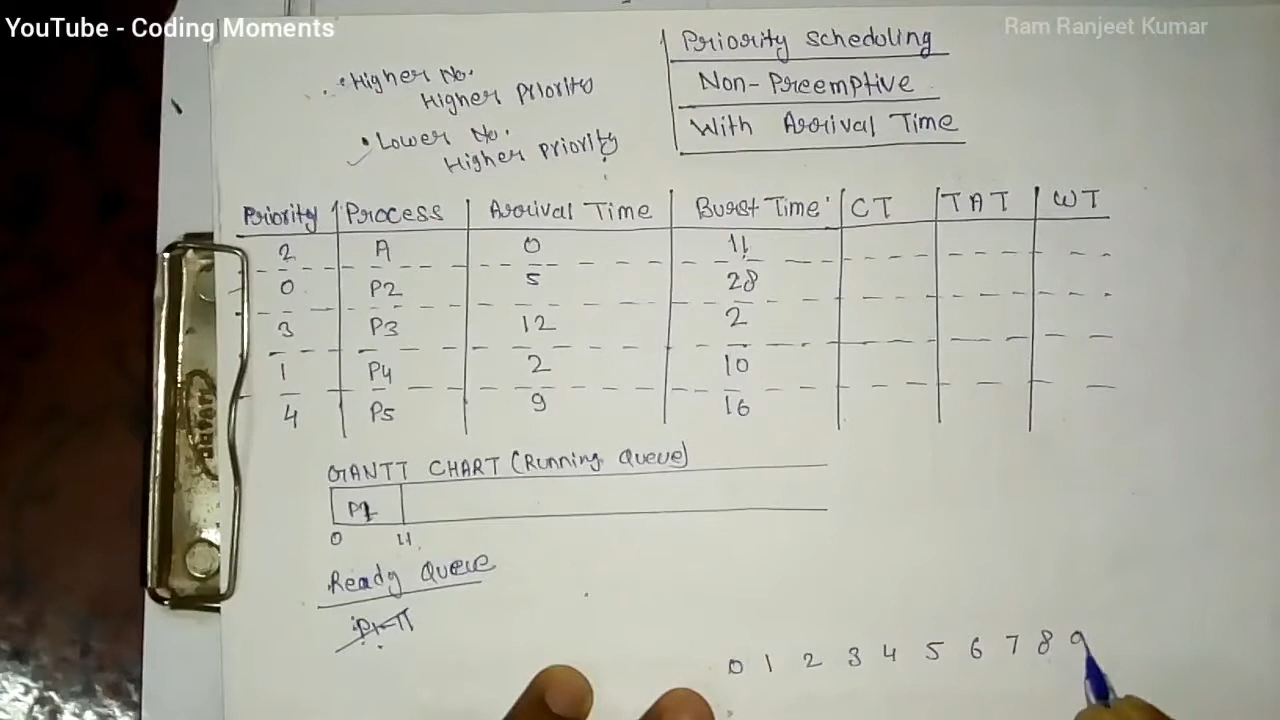 YouTube - Coding Moments
Ram Ranjeet Kumar
Priority Scheduling
Non-Preemptive
With Arrival Time
• Higher No.
Higher Priority
• Lower No.
Higher Priority
Priority Process Arrival Time Burst Time CT TAT WT
2 P1 0 11
0 P2 5 28
3 P3 12 2
1 P4 2 10
4 P5 9 16
GANTT CHART (Running Queue)
P1
0 11
Ready Queue
0 1 2 3 4 5 6 7 8 9